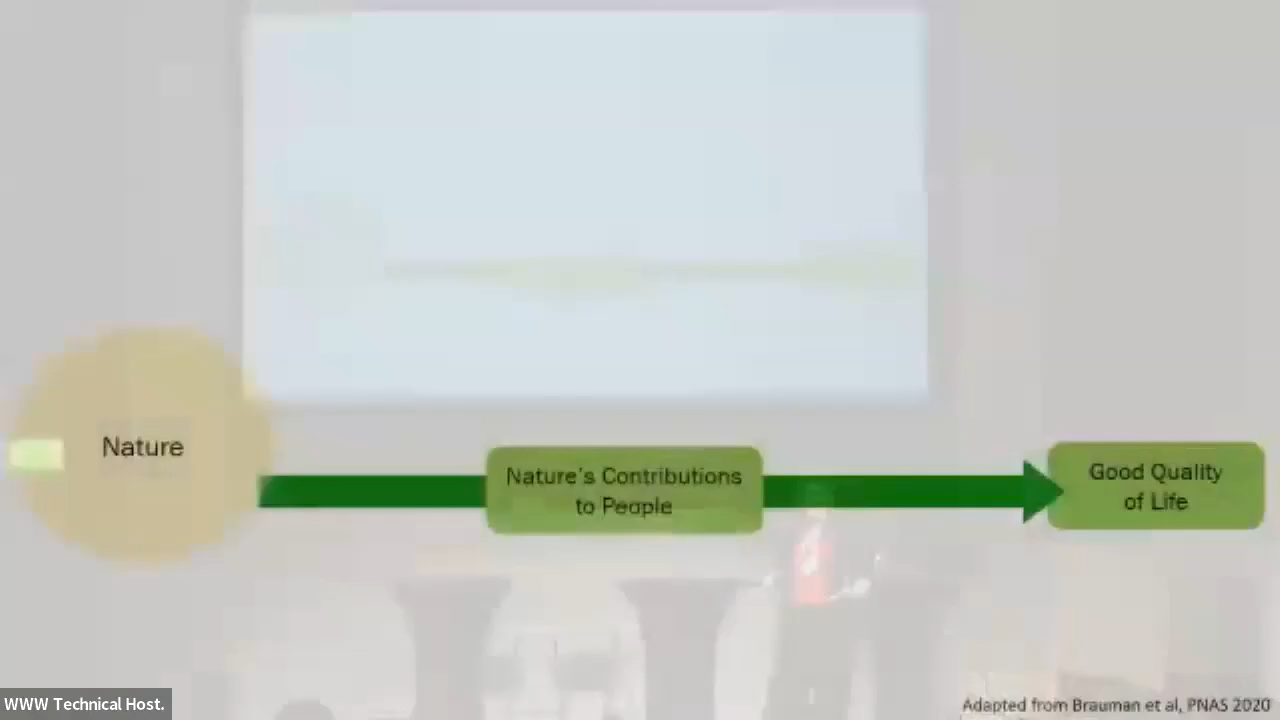 Nature
Nature's Contributions
to People
Good Quality
of Life
Adapted from Brauman et al, PNAS 2020
WWW Technical Host.